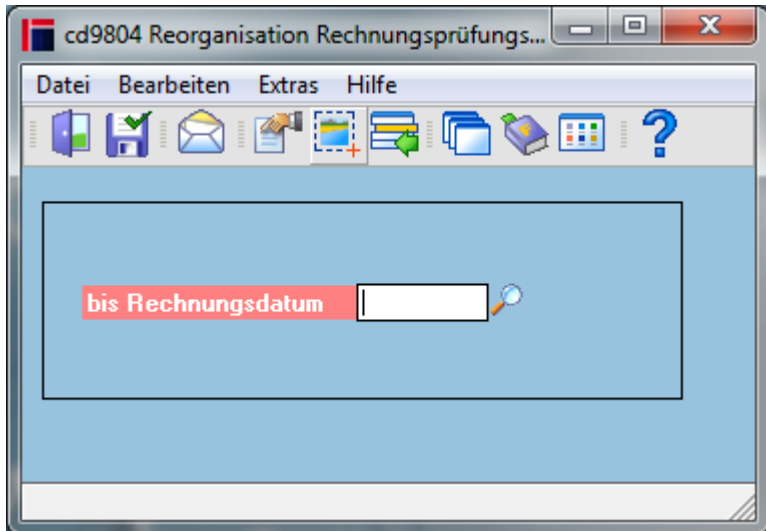 cd9804 Reorganisation Rechnungsprüfungs...
Datei Bearbeiten Extras Hilfe
bis Rechnungsdatum